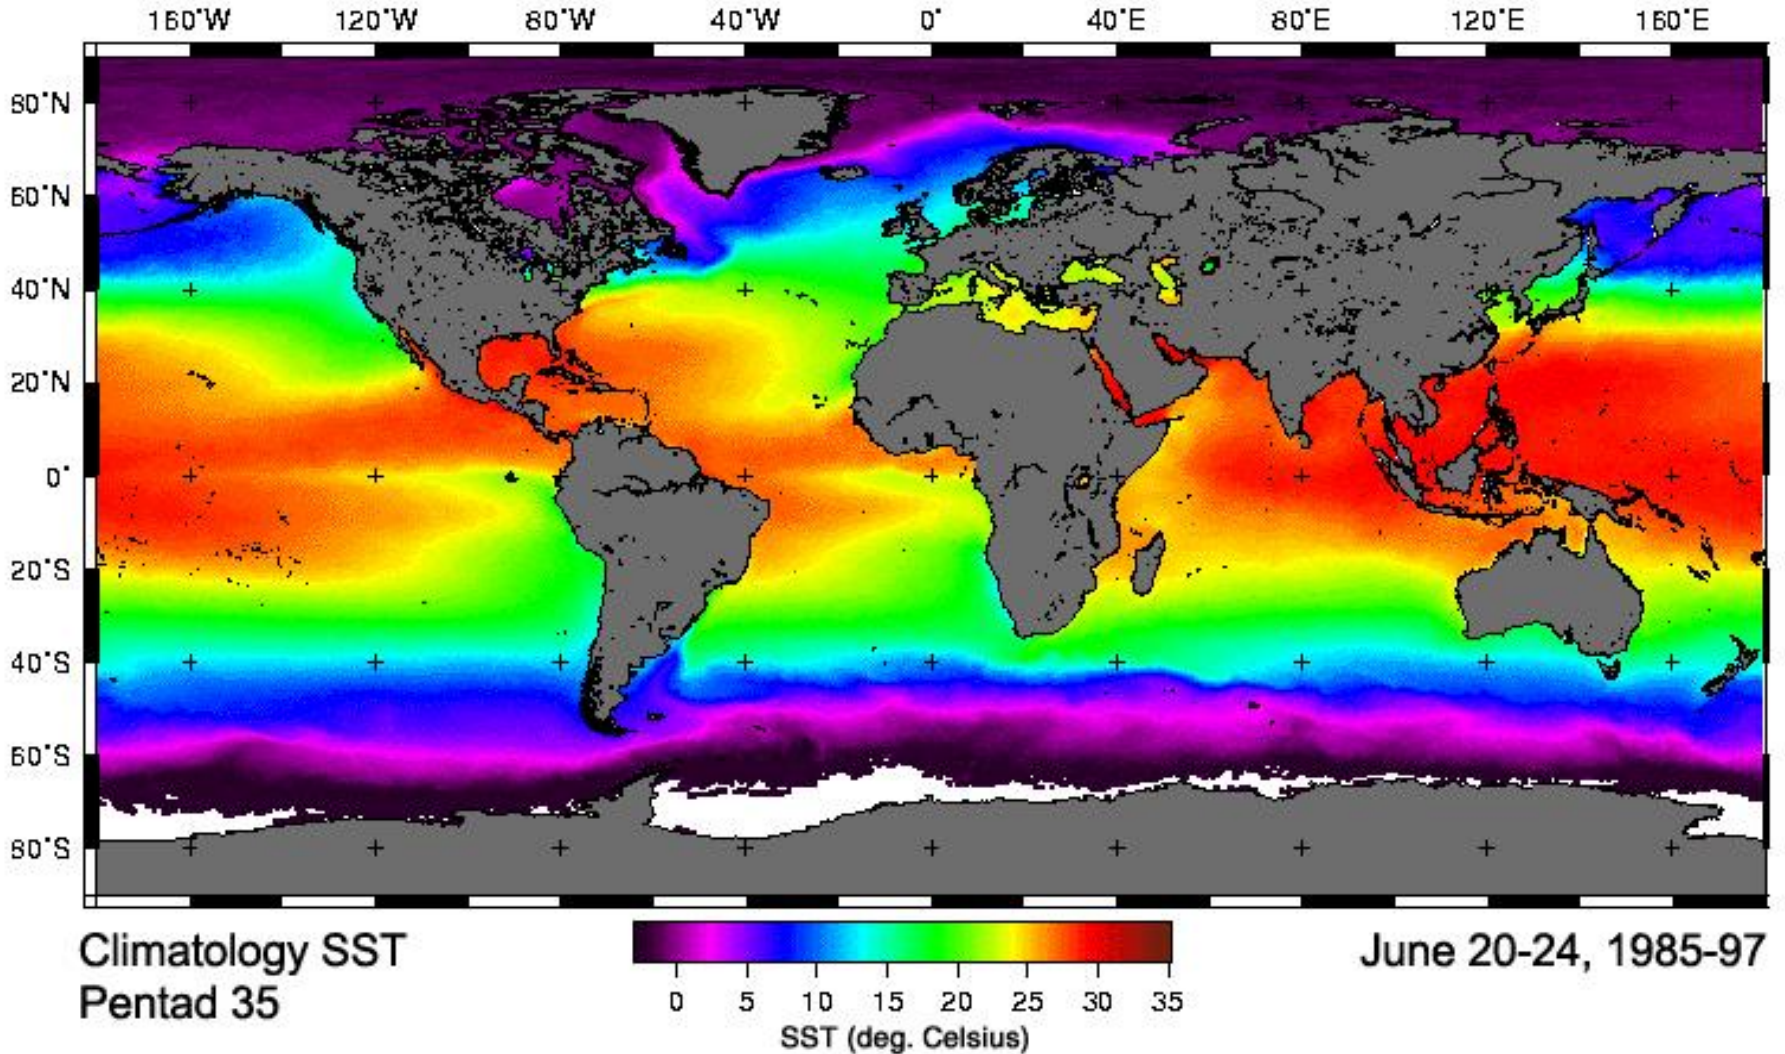 160°W 120°W 80°W 40°W 0° 40°E 80°E 120°E 160°E
80°N
60°N
40°N
20°N
0°
20°S
40°S
60°S
80°S
Climatology SST
Pentad 35
0 5 10 15 20 25 30 35
SST (deg. Celsius)
June 20-24, 1985-97